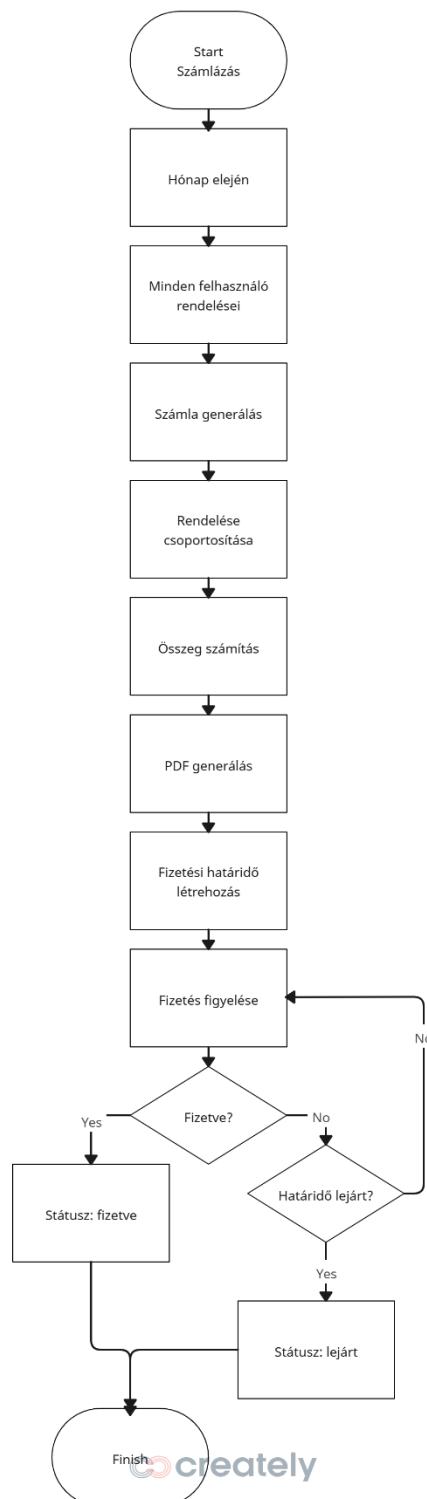 Start
Számlázás
Hónap elején
Minden felhasználó
rendelései
Számla generálás
Rendelése
csoportosítása
Összeg számítás
PDF generálás
Fizetési határidő
létrehozás
Fizetés figyelése
No
Fizetve?
Yes
No
Határidő lejárt?
Státusz: fizetve
Yes
Státusz: lejárt
Finish
creately